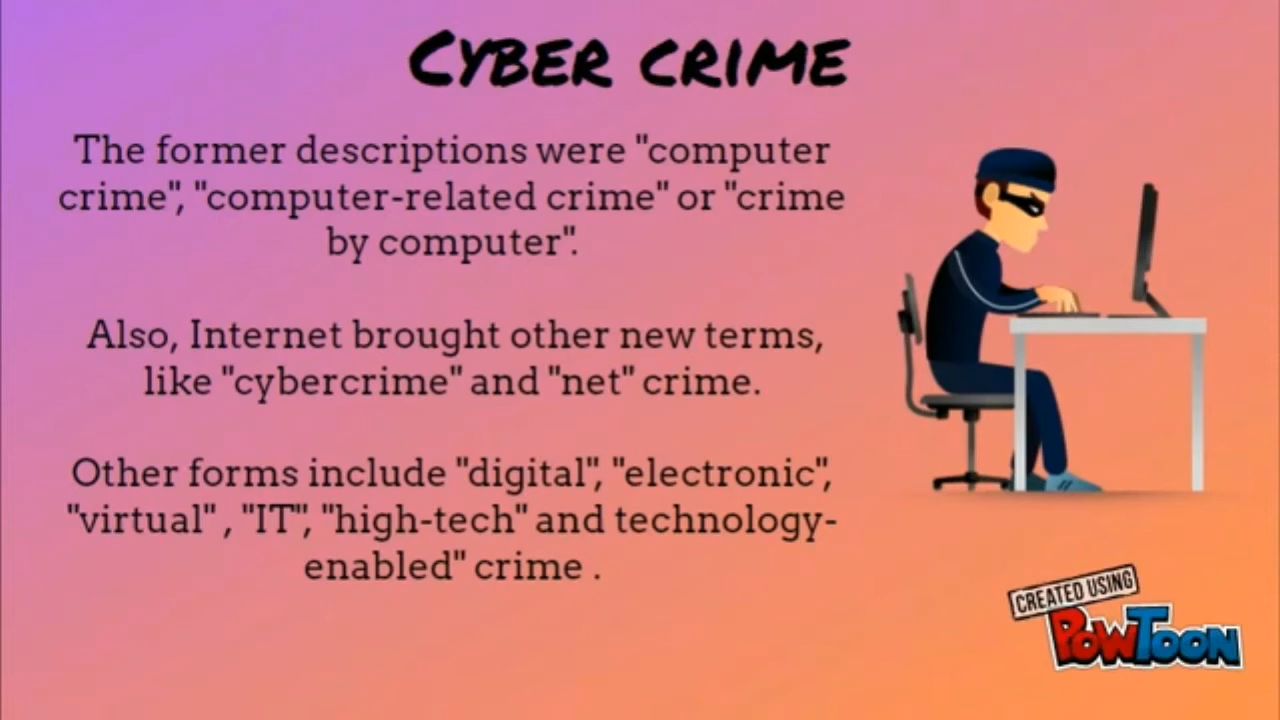 CYBER CRIME
The former descriptions were "computer
crime", "computer-related crime" or "crime
by computer".
Also, Internet brought other new terms,
like "cybercrime" and "net" crime.
Other forms include "digital", "electronic",
"virtual" , "IT", "high-tech" and technology-
enabled" crime .
CREATED USING
POWTOON